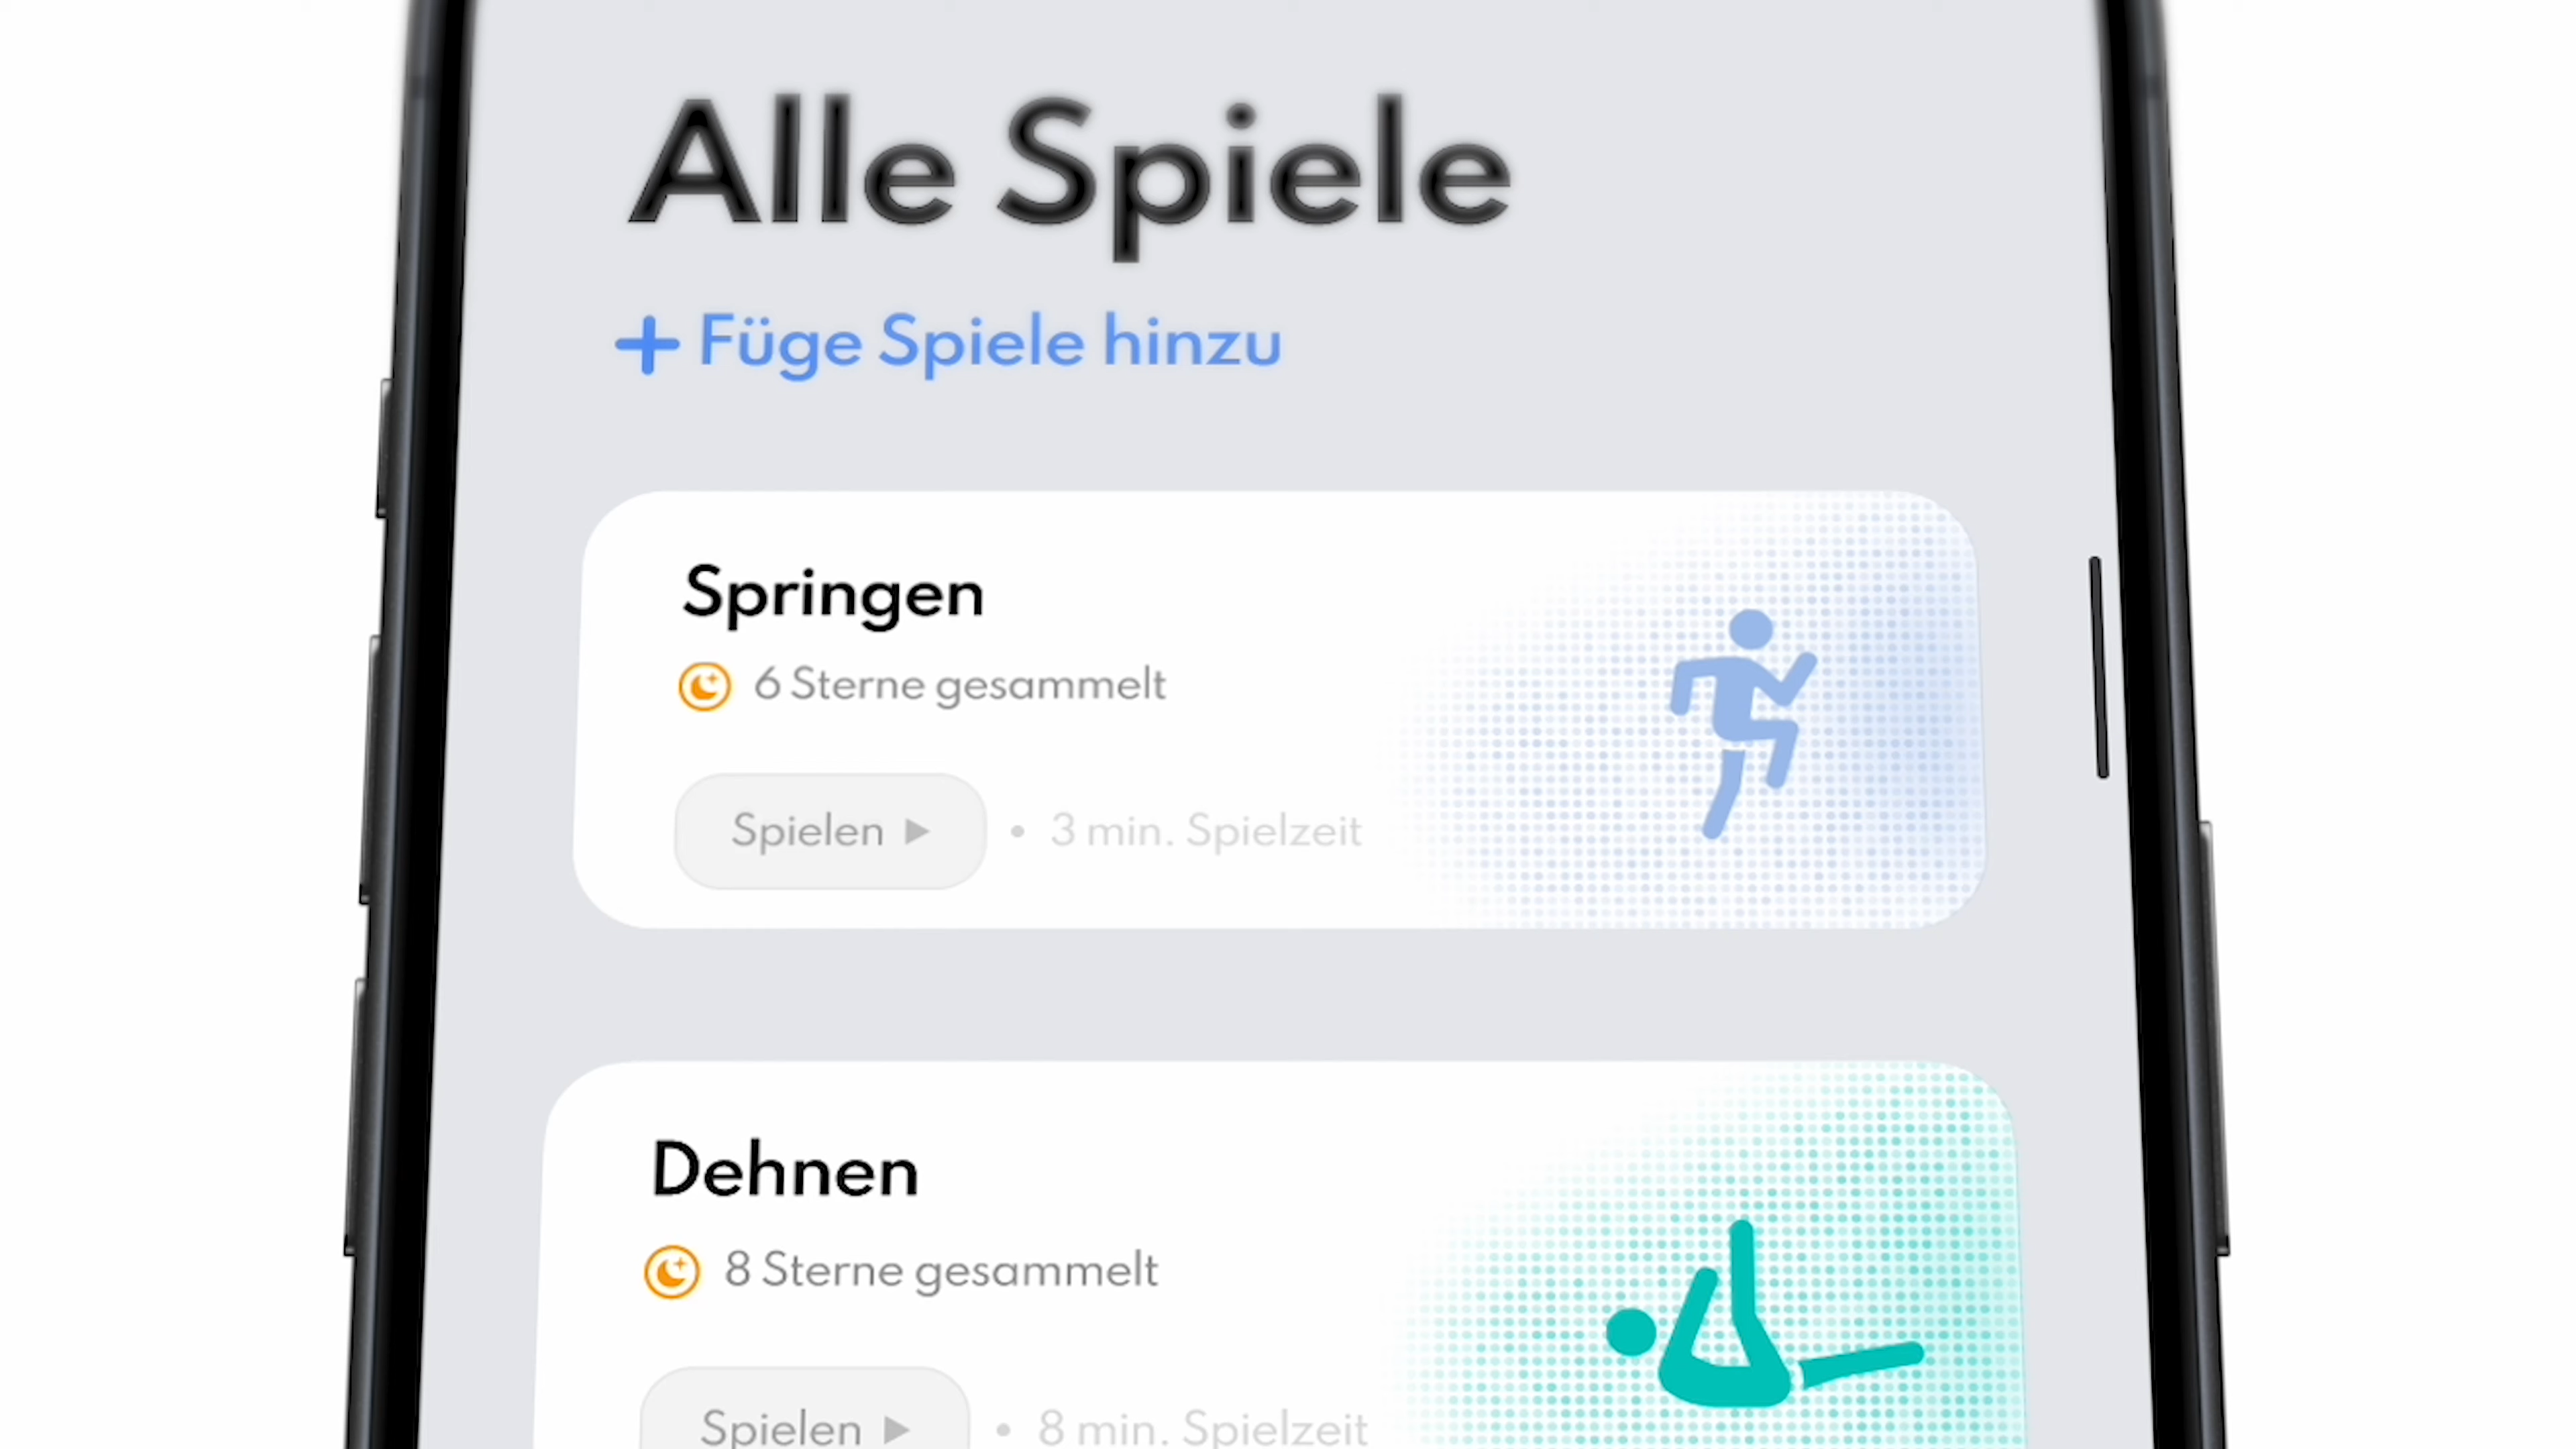 Alle Spiele
+ Füge Spiele hinzu
Springen
6 Sterne gesammelt
Spielen ▶ • 3 min. Spielzeit
Dehnen
8 Sterne gesammelt
Spielen ▶ • 8 min. Spielzeit